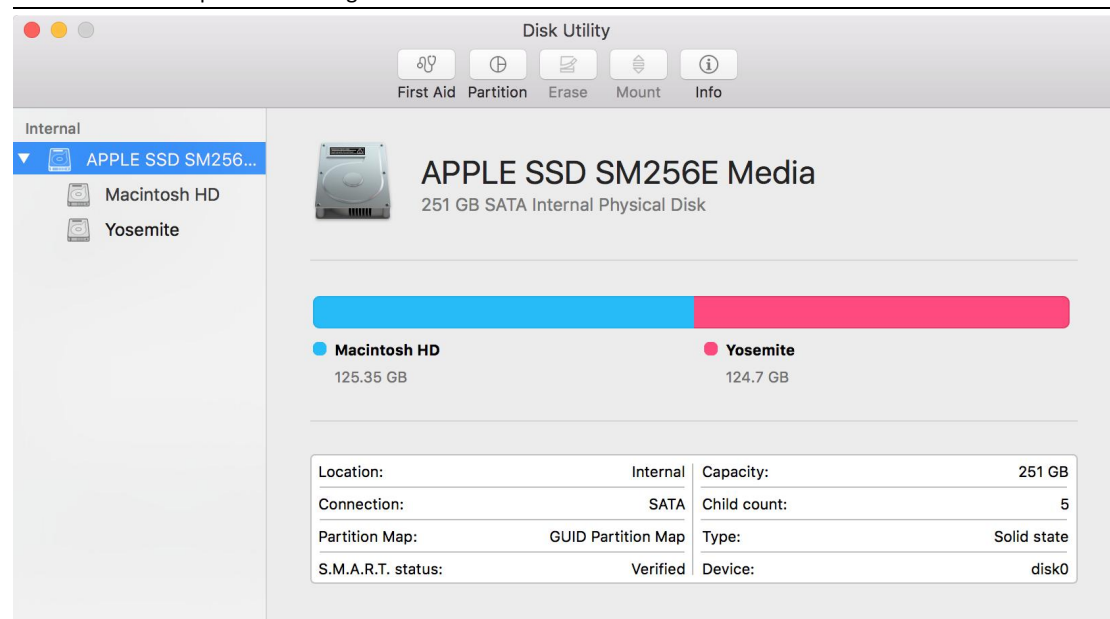 Disk Utility
First Aid Partition Erase Mount Info
Internal
APPLE SSD SM256...
Macintosh HD
Yosemite
APPLE SSD SM256E Media
251 GB SATA Internal Physical Disk
Macintosh HD Yosemite
125.35 GB 124.7 GB
Location: Internal Capacity: 251 GB
Connection: SATA Child count: 5
Partition Map: GUID Partition Map Type: Solid state
S.M.A.R.T. status: Verified Device: disk0